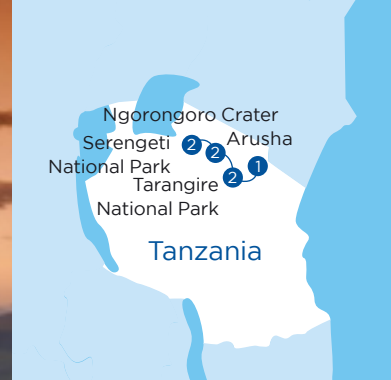 Ngorongoro Crater
Serengeti 2 Arusha
2
National Park 1
Tarangire 2
National Park
Tanzania